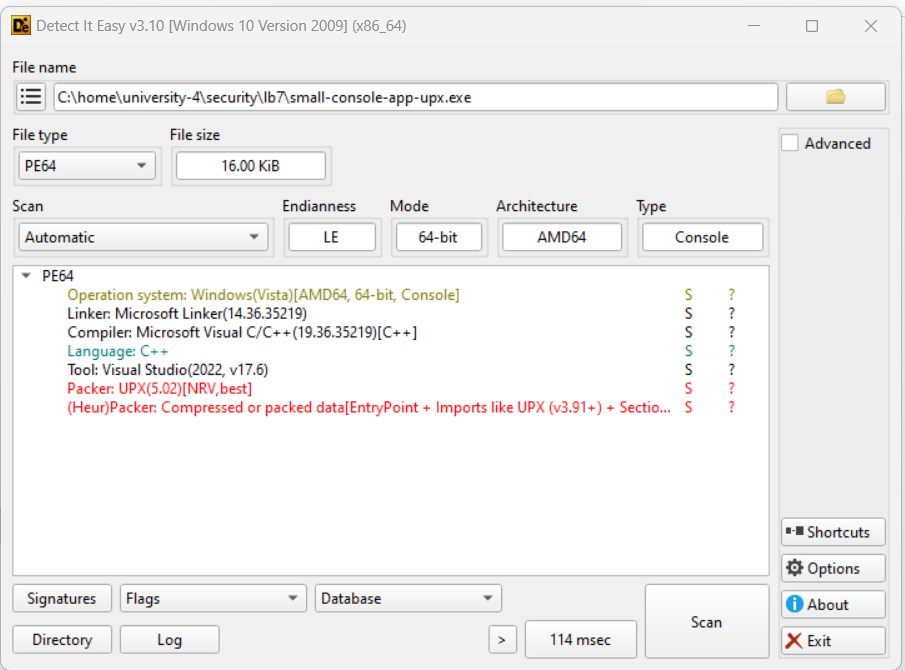 Detect It Easy v3.10 [Windows 10 Version 2009] (x86_64)
File name
C:\home\university-4\security\lb7\small-console-app-upx.exe
File type File size
Advanced
PE64 16.00 KiB
Scan Endianness Mode Architecture Type
Automatic LE 64-bit AMD64 Console
PE64
Operation system: Windows(Vista)[AMD64, 64-bit, Console] S ?
Linker: Microsoft Linker(14.36.35219) S ?
Compiler: Microsoft Visual C/C++(19.36.35219)[C++] S ?
Language: C++ S ?
Tool: Visual Studio(2022, v17.6) S ?
Packer: UPX(5.02)[NRV,best] S ?
(Heur)Packer: Compressed or packed data[EntryPoint + Imports like UPX (v3.91+) + Sectio... S ?
Shortcuts
Options
Signatures Flags Database
About
Scan
Directory Log > 114 msec
Exit